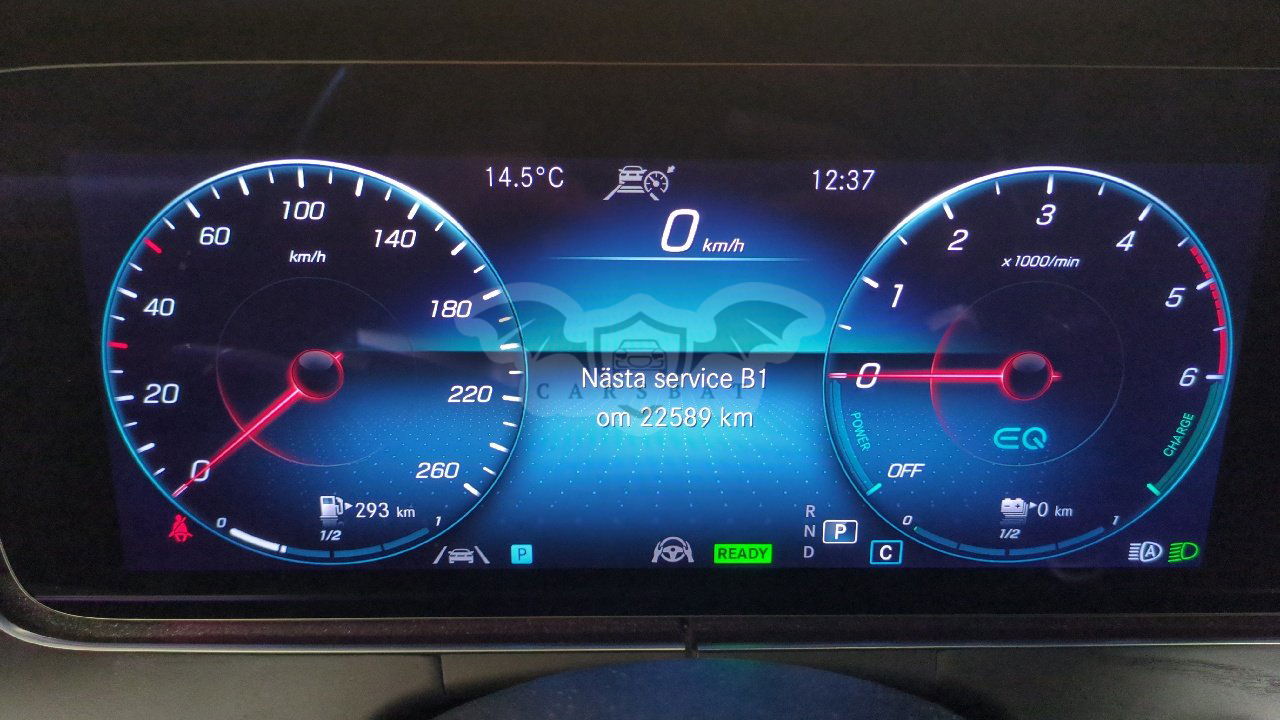 14.5°C
12:37
0 km/h
0
20
40
60
100
140
180
220
260
km/h
CARSBAT
Nästa service B1
om 22589 km
OFF
0
1
2
3
4
5
6
x1000/min
POWER
CHARGE
EQ
293 km
0 1/2 1
P
READY
R
N P
D
C
0 km
0 1/2 1
A